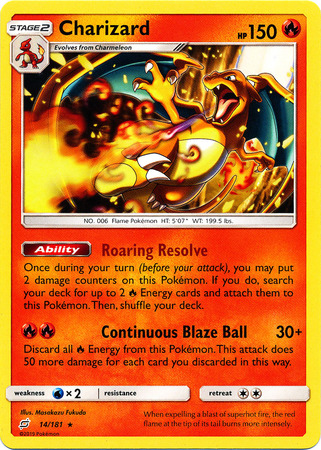 STAGE2 Charizard HP 150
Evolves from Charmeleon
NO. 006 Flame Pokémon HT: 5'07" WT: 199.5 lbs.
Ability Roaring Resolve
Once during your turn (before your attack), you may put
2 damage counters on this Pokémon. If you do, search
your deck for up to 2 Energy cards and attach them to
this Pokémon. Then, shuffle your deck.
Continuous Blaze Ball 30+
Discard all Energy from this Pokémon. This attack does
50 more damage for each card you discarded in this way.
weakness ×2 resistance retreat
Illus. Masakazu Fukuda
14/181 ★
©2019 Pokémon
When expelling a blast of superhot fire, the red
flame at the tip of its tail burns more intensely.